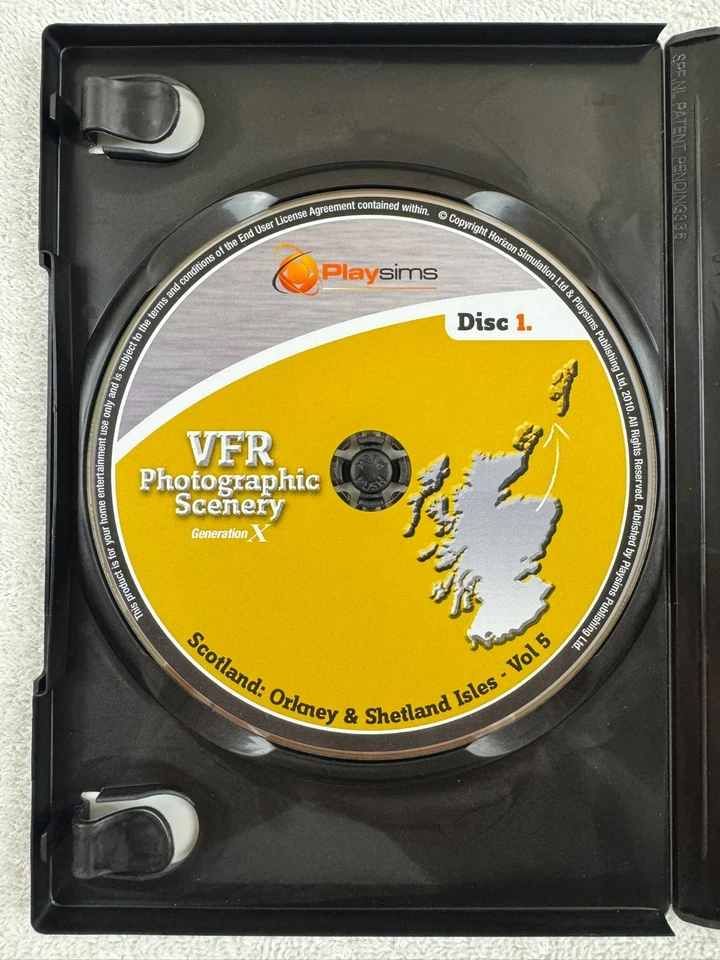 Playsims
Disc 1.
VFR
Photographic
Scenery
Generation X
Scotland: Orkney & Shetland Isles - Vol 5
This product is for your home entertainment use only and is subject to the terms and conditions of the End User License Agreement contained within. © Copyright Horizon Simulation Ltd & Playsims Publishing Ltd, 2010. All Rights Reserved. Published by Playsims Publishing Ltd.
PUSH
SPF.NL PATENT PENDING